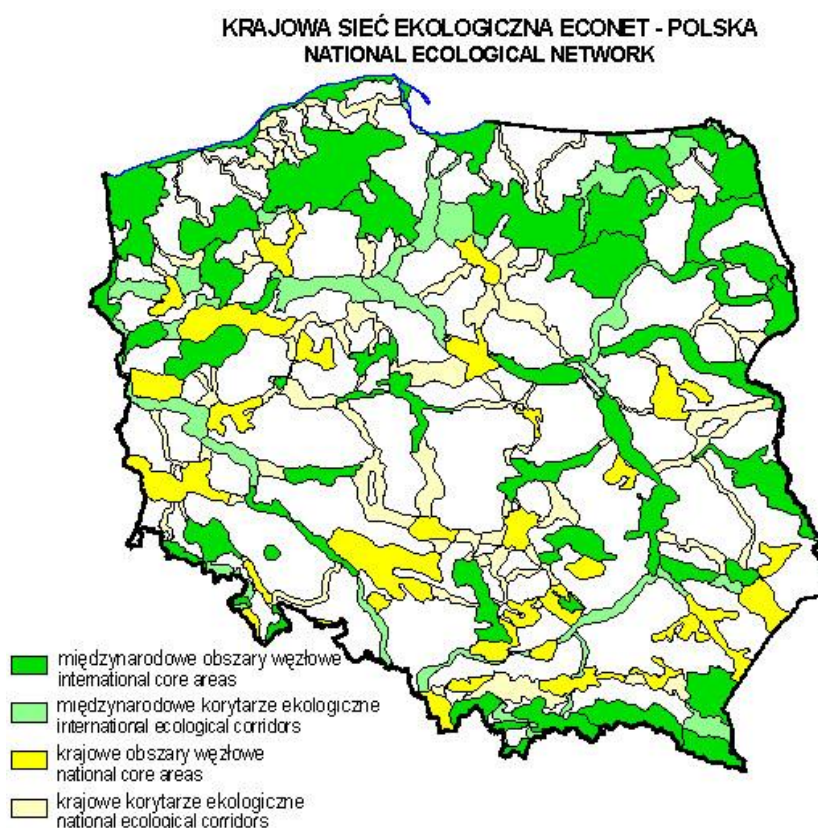 KRAJOWA SIEĆ EKOLOGICZNA ECONET - POLSKA
NATIONAL ECOLOGICAL NETWORK
międzynarodowe obszary węzłowe
international core areas
międzynarodowe korytarze ekologiczne
international ecological corridors
krajowe obszary węzłowe
national core areas
krajowe korytarze ekologiczne
national ecological corridors